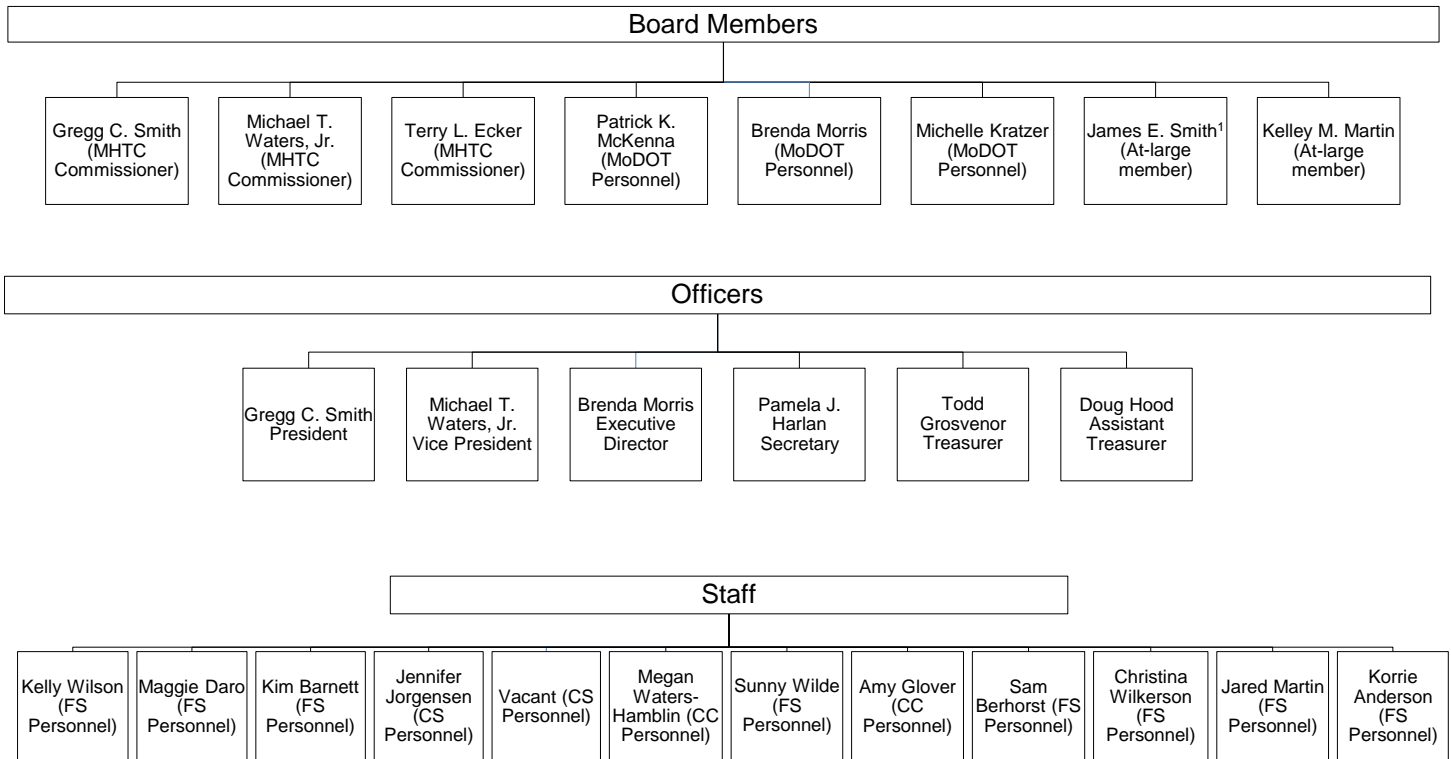 Board Members
Gregg C. Smith
(MHTC
Commissioner)
Michael T.
Waters, Jr.
(MHTC
Commissioner)
Terry L. Ecker
(MHTC
Commissioner)
Patrick K.
McKenna
(MoDOT
Personnel)
Brenda Morris
(MoDOT
Personnel)
Michelle Kratzer
(MoDOT
Personnel)
James E. Smith¹
(At-large
member)
Kelley M. Martin
(At-large
member)
Officers
Gregg C. Smith
President
Michael T.
Waters, Jr.
Vice President
Brenda Morris
Executive
Director
Pamela J.
Harlan
Secretary
Todd
Grosvenor
Treasurer
Doug Hood
Assistant
Treasurer
Staff
Kelly Wilson
(FS
Personnel)
Maggie Daro
(FS
Personnel)
Kim Barnett
(FS
Personnel)
Jennifer
Jorgensen
(CS
Personnel)
Vacant (CS
Personnel)
Megan
Waters-
Hamblin (CC
Personnel)
Sunny Wilde
(FS
Personnel)
Amy Glover
(CC
Personnel)
Sam
Berhorst (FS
Personnel)
Christina
Wilkerson
(FS
Personnel)
Jared Martin
(FS
Personnel)
Korrie
Anderson
(FS
Personnel)